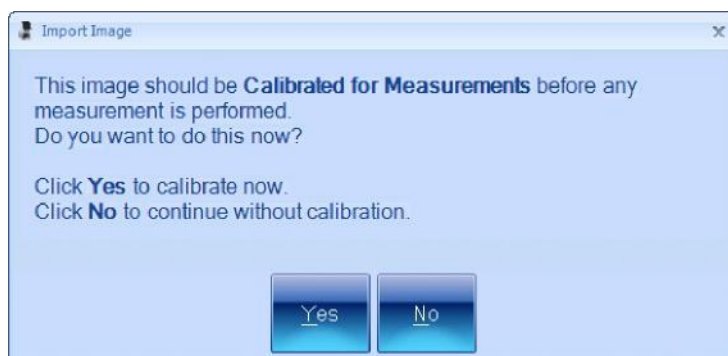 Import Image
This image should be Calibrated for Measurements before any
measurement is performed.
Do you want to do this now?
Click Yes to calibrate now.
Click No to continue without calibration.
Yes
No